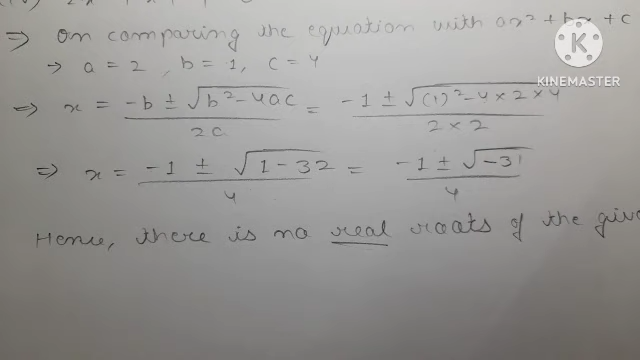 ⇒ On comparing the equation with ax² + bx + c
→ a = 2, b = 1, c = 4
⇒ x = (-b ± √(b² - 4ac))/2a = (-1 ± √((1)² - 4 × 2 × 4))/(2 × 2)
⇒ x = (-1 ± √(1 - 32))/4 = (-1 ± √(-31))/4
Hence, there is no real roots of the give
KINEMASTER